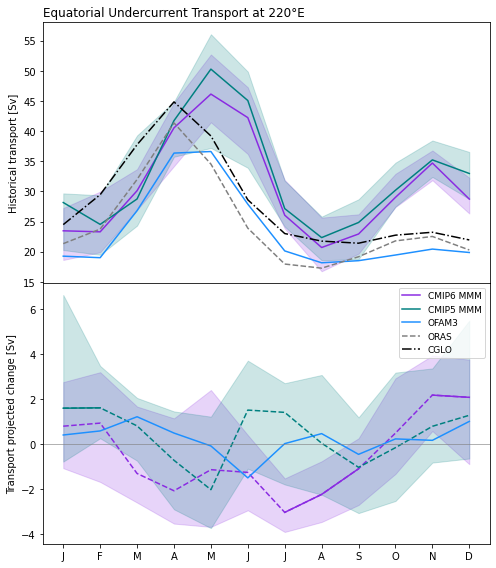 Equatorial Undercurrent Transport at 220°E
Historical transport [Sv]
55
50
45
40
35
30
25
20
15
Transport projected change [Sv]
6
4
2
0
−2
−4
CMIP6 MMM
CMIP5 MMM
OFAM3
ORAS
CGLO
J F M A M J J A S O N D